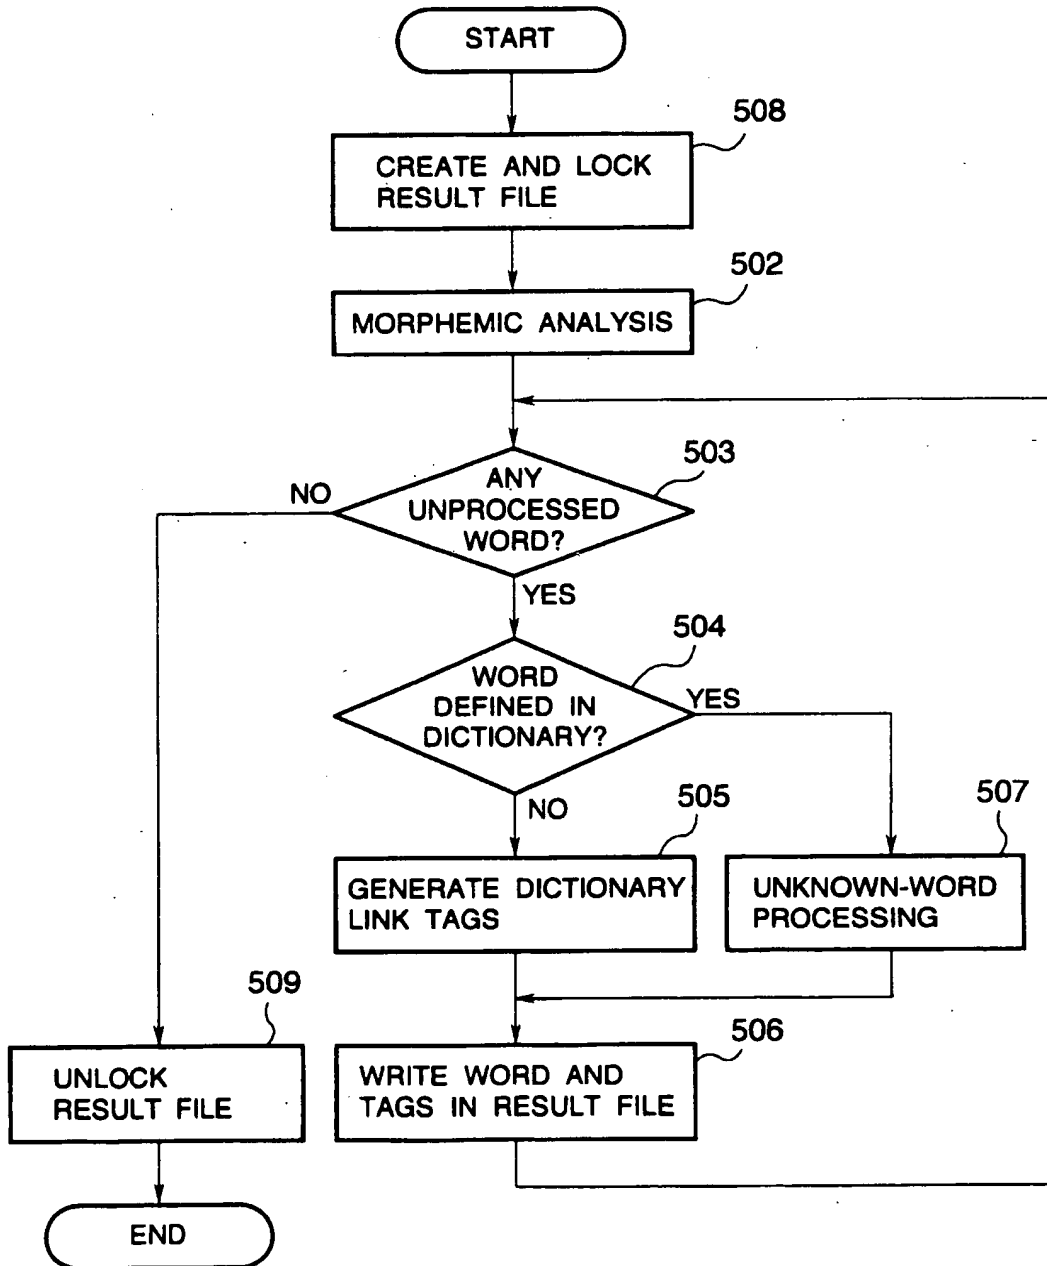 START
508
CREATE AND LOCK
RESULT FILE
502
MORPHEMIC ANALYSIS
503
ANY
UNPROCESSED
WORD?
NO
YES
504
WORD
DEFINED IN
DICTIONARY?
YES
NO
505
507
GENERATE DICTIONARY
LINK TAGS
UNKNOWN-WORD
PROCESSING
509
506
UNLOCK
RESULT FILE
WRITE WORD AND
TAGS IN RESULT FILE
END